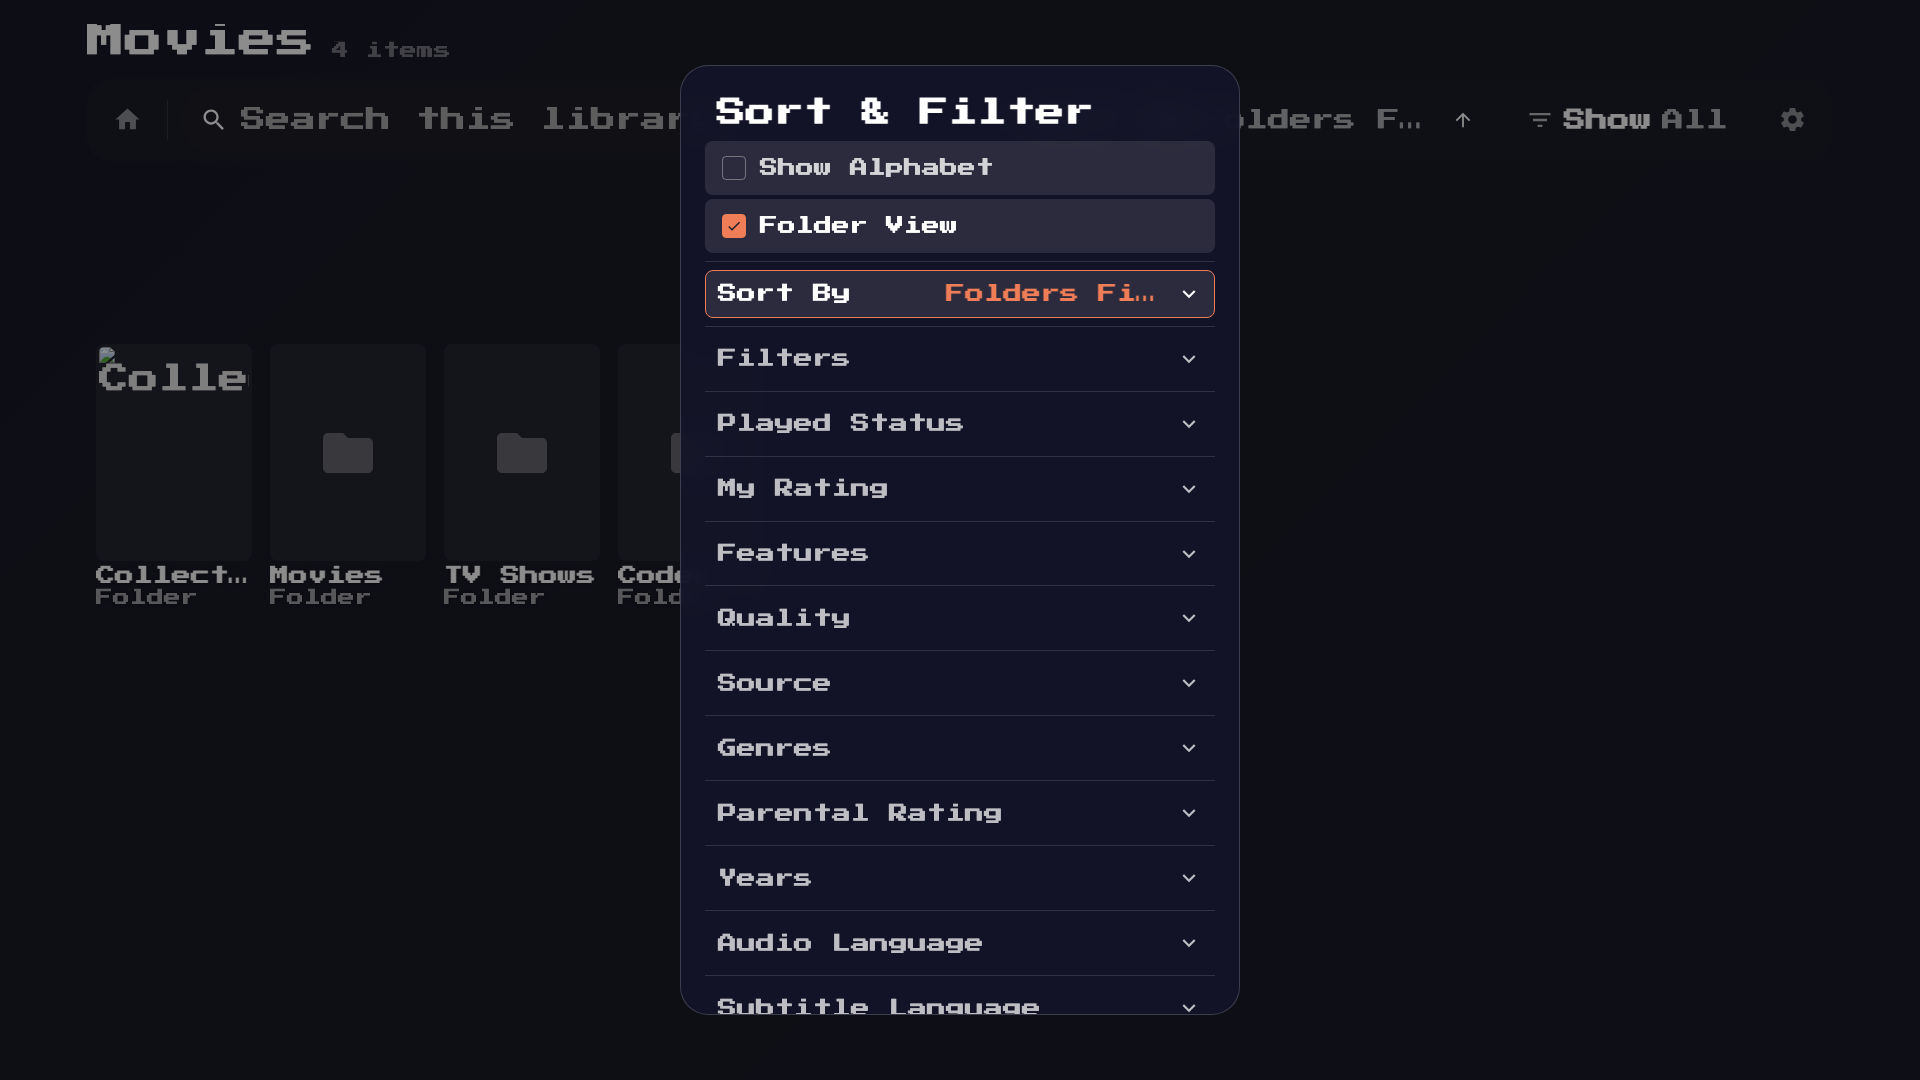 Movies 4 items
Search this librar
olders F... Show All
Sort & Filter
Show Alphabet
Folder View
Sort By Folders Fi...
Filters
Played Status
My Rating
Features
Quality
Source
Genres
Parental Rating
Years
Audio Language
Subtitle Language
Colle
Collect... Movies TV Shows Code
Folder Folder Folder Fold